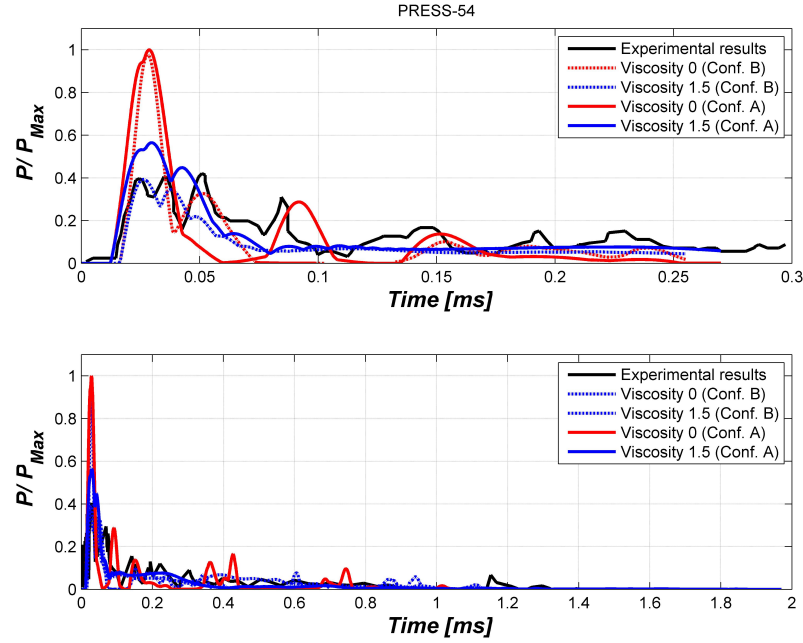 PRESS-54
1
0.8
0.6
0.4
0.2
0
P/ P_Max
Experimental results
Viscosity 0 (Conf. B)
Viscosity 1.5 (Conf. B)
Viscosity 0 (Conf. A)
Viscosity 1.5 (Conf. A)
0 0.05 0.1 0.15 0.2 0.25 0.3
Time [ms]
1
0.8
0.6
0.4
0.2
0
P/ P_Max
Experimental results
Viscosity 0 (Conf. B)
Viscosity 1.5 (Conf. B)
Viscosity 0 (Conf. A)
Viscosity 1.5 (Conf. A)
0 0.2 0.4 0.6 0.8 1 1.2 1.4 1.6 1.8 2
Time [ms]